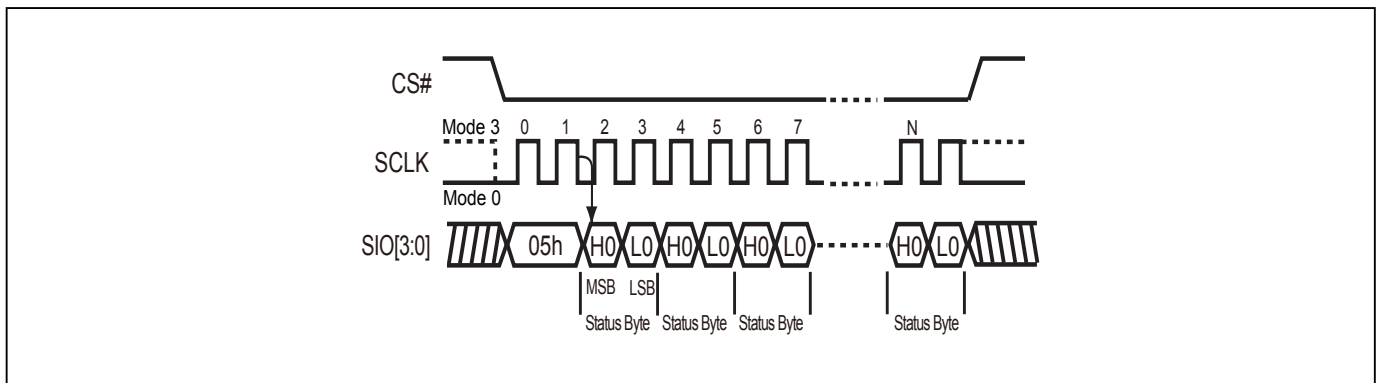 CS#
Mode 3 0 1 2 3 4 5 6 7 N
SCLK
Mode 0
SIO[3:0] 05h H0 L0 H0 L0 H0 L0 H0 L0
MSB LSB
Status Byte Status Byte Status Byte Status Byte